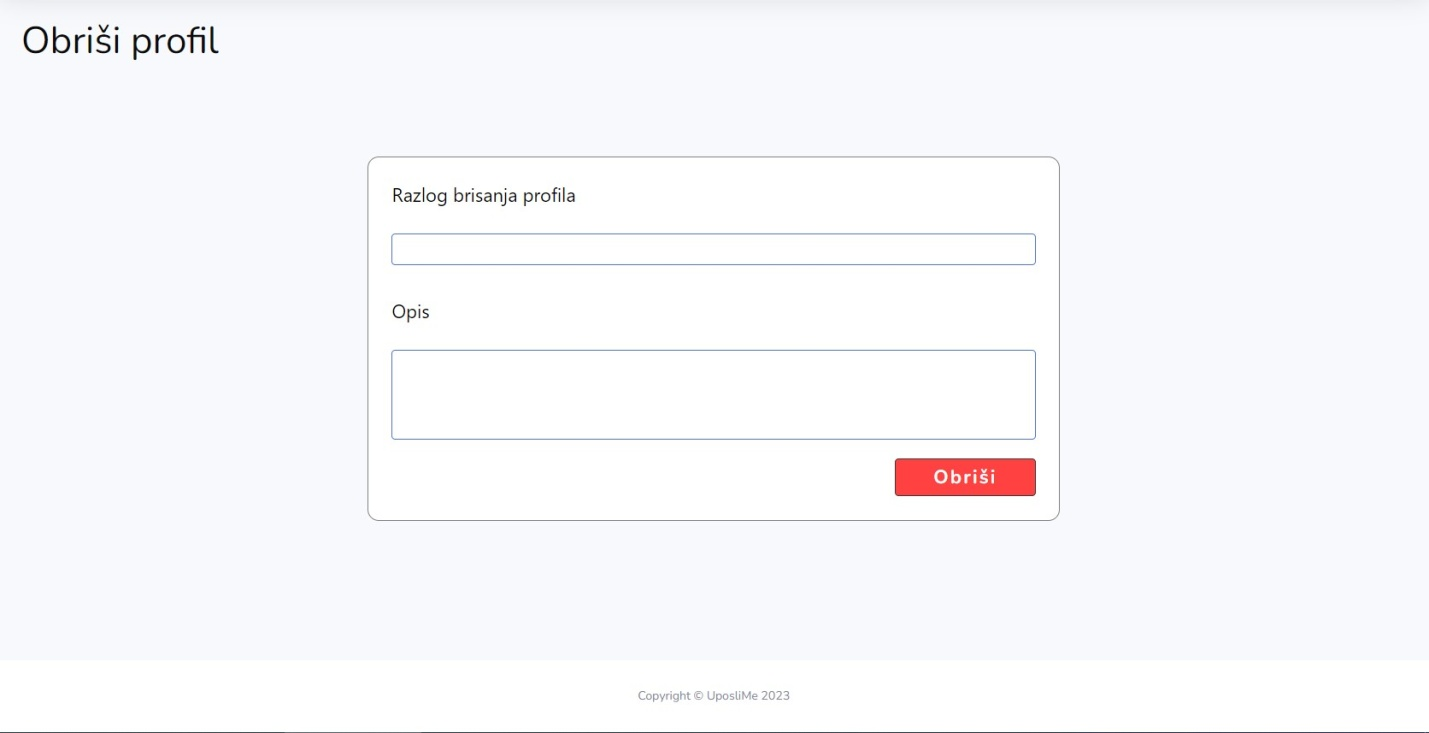 Obriši profil
Razlog brisanja profila
Opis
Obriši
Copyright © UposliMe 2023